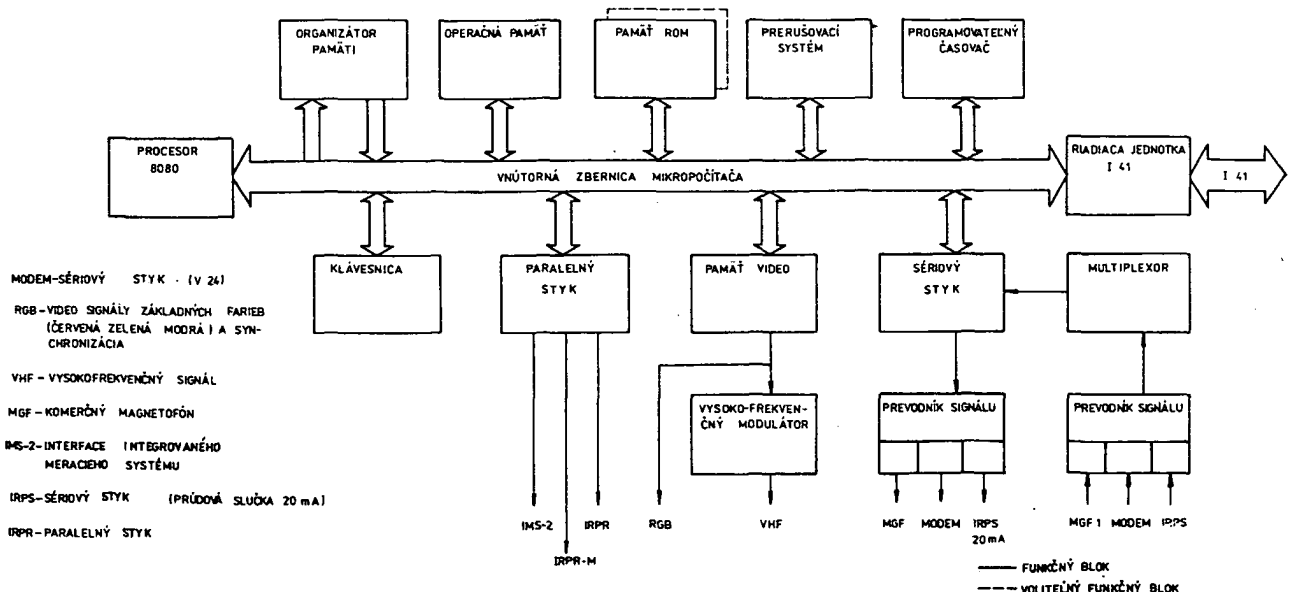 ORGANIZÁTOR
PAMÄTI
OPERAČNÁ PAMÄŤ
PAMÄŤ ROM
PRERUŠOVACÍ
SYSTÉM
PROGRAMOVATEĽNÝ
ČASOVAČ
PROCESOR
8080
VNÚTORNÁ ZBERNICA MIKROPOČÍTAČA
RIADIACA JEDNOTKA
I 41
I 41
KLÁVESNICA
PARALELNÝ
STYK
PAMÄŤ VIDEO
SÉRIOVÝ
STYK
MULTIPLEXOR
MODEM-SÉRIOVÝ STYK . (V 24)
RGB-VIDEO SIGNÁLY ZÁKLADNÝCH FARIEB
(ČERVENÁ ZELENÁ MODRÁ) A SYN-
CHRONIZÁCIA
VHF - VYSOKOFREKVENČNÝ SIGNÁL
MGF - KOMERČNÝ MAGNETOFÓN
IMS-2-INTERFACE INTEGROVANÉHO
MERACIEHO SYSTÉMU
IRPS-SÉRIOVÝ STYK (PRÚDOVÁ SLUČKA 20 mA)
IRPR-PARALELNÝ STYK
VYSOKO-FREKVEN-
ČNÝ MODULÁTOR
PREVODNÍK SIGNÁLU
PREVODNÍK SIGNÁLU
IMS-2
IRPR
IRPR-M
RGB
VHF
MGF
MODEM
IRPS
20 mA
MGF 1
MODEM
IRPS
FUNKČNÝ BLOK
VOLITEĽNÝ FUNKČNÝ BLOK